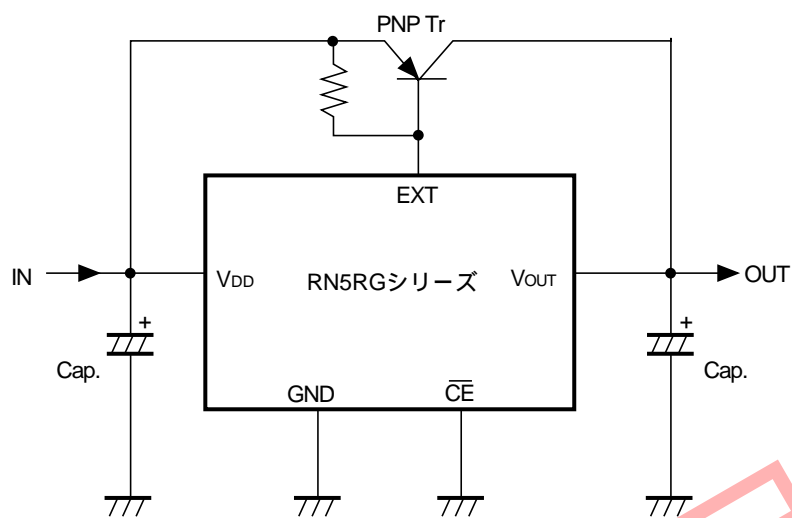 PNP Tr
EXT
IN
VDD
RN5RGシリーズ
VOUT
OUT
+
Cap.
+
Cap.
GND
CE